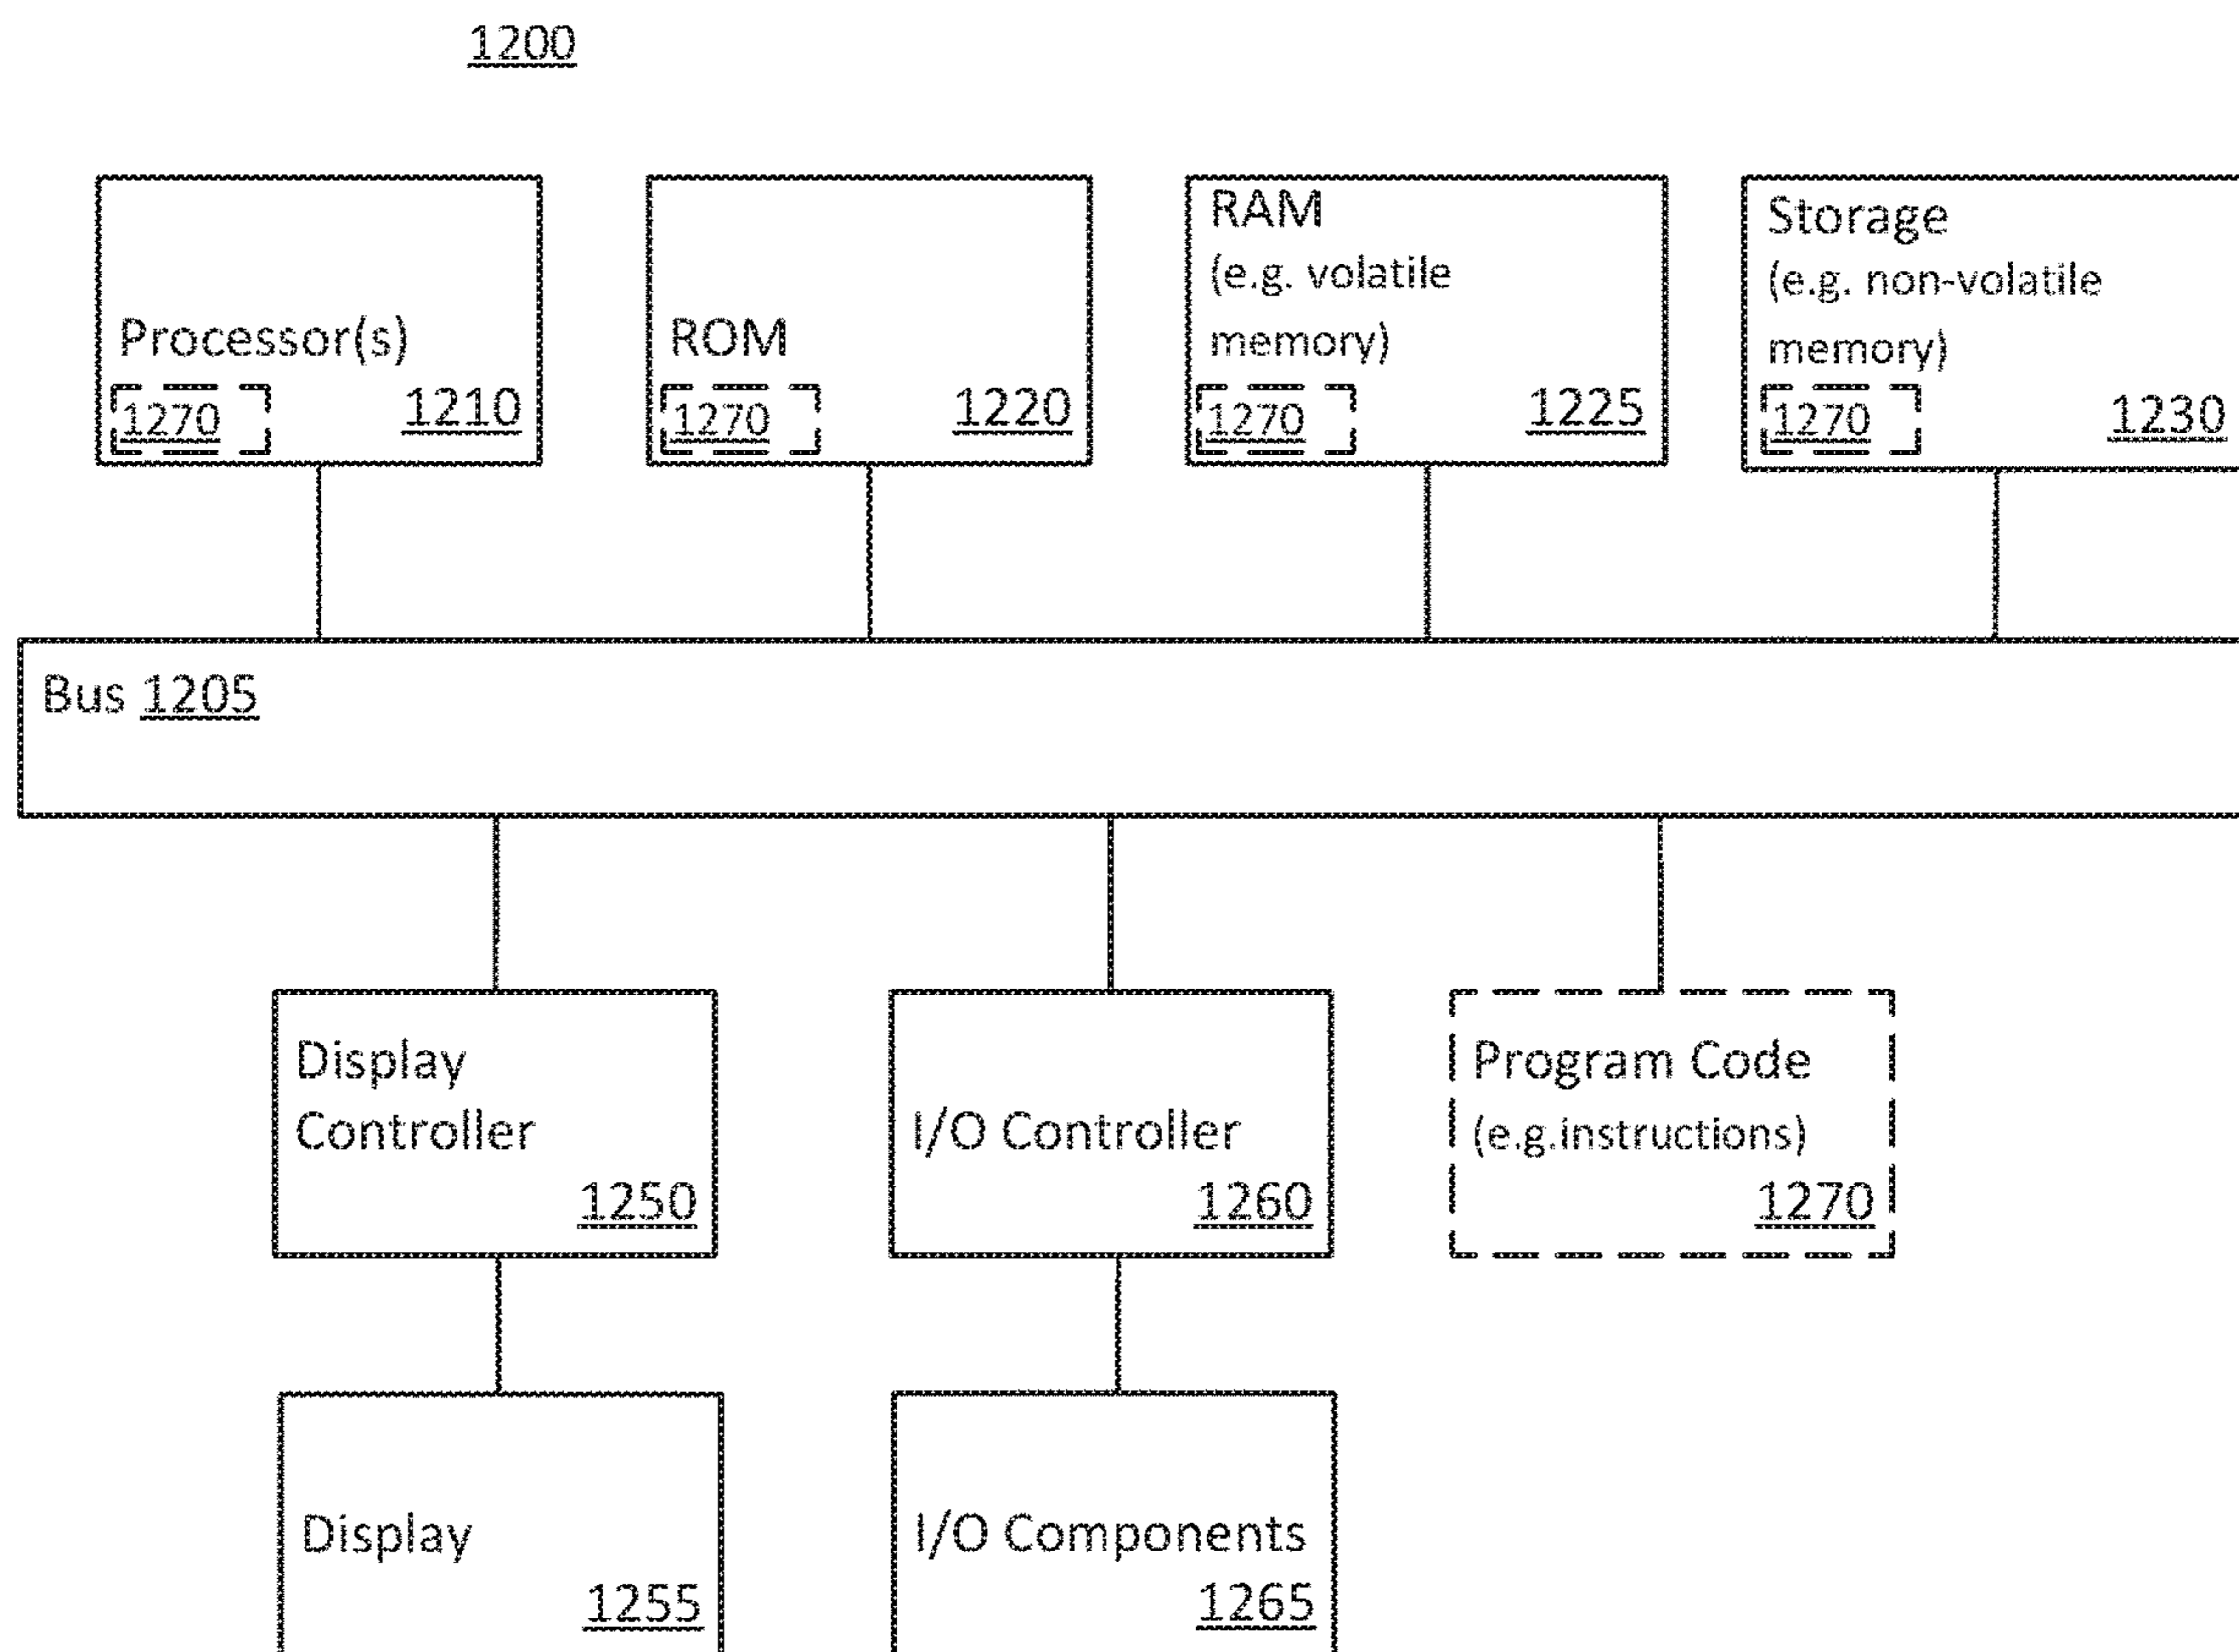 1200
Processor(s)
1270
1210
ROM
1270
1220
RAM
(e.g. volatile
memory)
1270
1225
Storage
(e.g. non-volatile
memory)
1270
1230
Bus 1205
Display
Controller
1250
I/O Controller
1260
Program Code
(e.g.instructions)
1270
Display
1255
I/O Components
1265